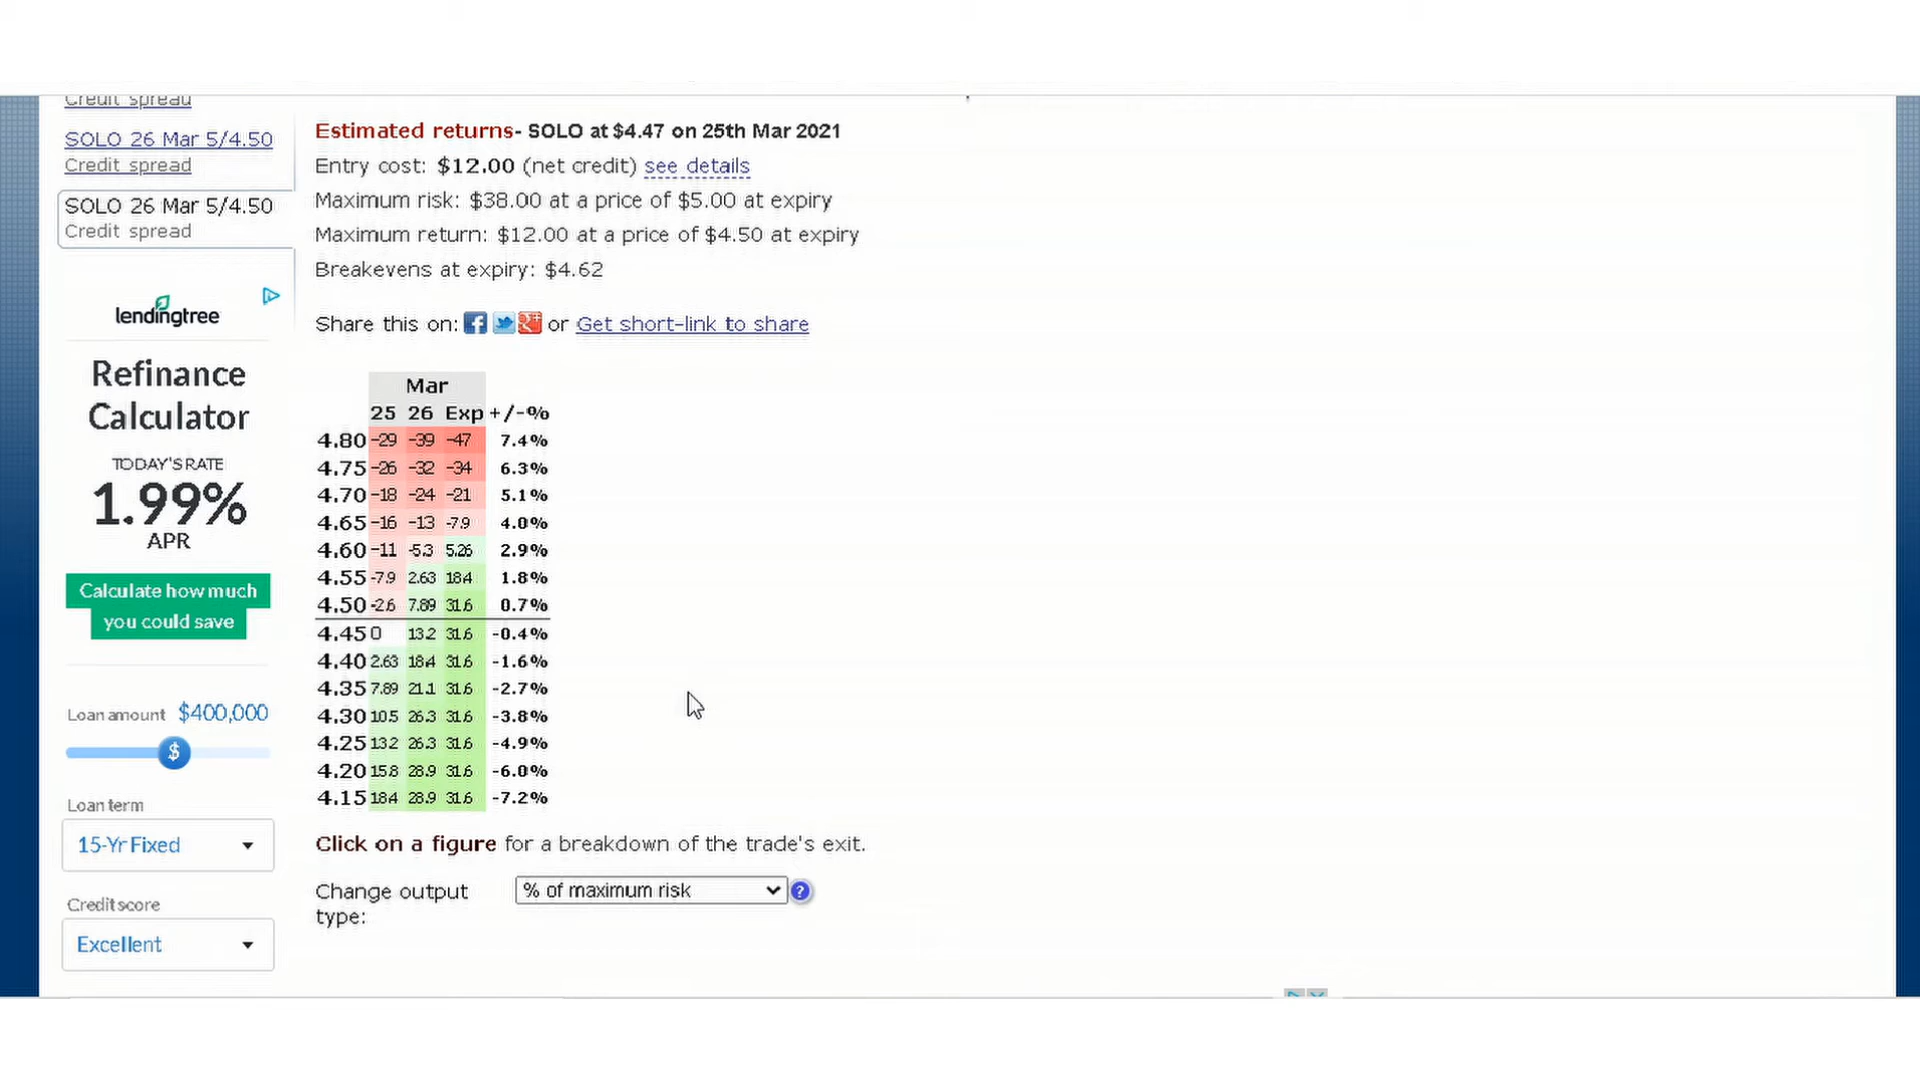 Credit spread
SOLO 26 Mar 5/4.50
Credit spread
SOLO 26 Mar 5/4.50
Credit spread
lendingtree
Refinance
Calculator
TODAY'S RATE
1.99%
APR
Calculate how much
you could save
Loan amount $400,000
$
Loan term
15-Yr Fixed
Credit score
Excellent
Estimated returns- SOLO at $4.47 on 25th Mar 2021
Entry cost: $12.00 (net credit) see details
Maximum risk: $38.00 at a price of $5.00 at expiry
Maximum return: $12.00 at a price of $4.50 at expiry
Breakevens at expiry: $4.62
Share this on: or Get short-link to share
Mar
25 26 Exp +/-%
4.80 -29 -39 -47 7.4%
4.75 -26 -32 -34 6.3%
4.70 -18 -24 -21 5.1%
4.65 -16 -13 -7.9 4.0%
4.60 -11 -5.3 5.26 2.9%
4.55 -7.9 2.63 18.4 1.8%
4.50 -2.6 7.89 31.6 0.7%
4.45 0 13.2 31.6 -0.4%
4.40 2.63 18.4 31.6 -1.6%
4.35 7.89 21.1 31.6 -2.7%
4.30 10.5 26.3 31.6 -3.8%
4.25 13.2 26.3 31.6 -4.9%
4.20 15.8 28.9 31.6 -6.0%
4.15 18.4 28.9 31.6 -7.2%
Click on a figure for a breakdown of the trade's exit.
Change output % of maximum risk ?
type: